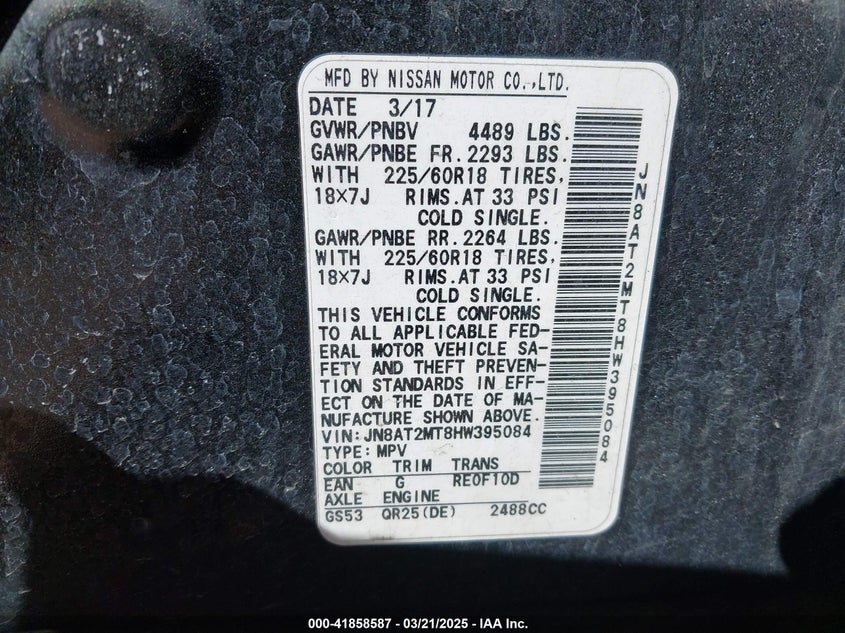 MFD BY NISSAN MOTOR CO.,LTD.
DATE 3/17
GVWR/PNBV 4489 LBS.
GAWR/PNBE FR. 2293 LBS.
WITH 225/60R18 TIRES,
18×7J RIMS. AT 33 PSI
COLD SINGLE.
GAWR/PNBE RR. 2264 LBS.
WITH 225/60R18 TIRES,
18×7J RIMS. AT 33 PSI
COLD SINGLE.
THIS VEHICLE CONFORMS
TO ALL APPLICABLE FED-
ERAL MOTOR VEHICLE SA-
FETY AND THEFT PREVEN-
TION STANDARDS IN EFF-
ECT ON THE DATE OF MA-
NUFACTURE SHOWN ABOVE.
VIN: JN8AT2MT8HW395084
TYPE: MPV
COLOR TRIM TRANS
EAN G RE0F10D
AXLE ENGINE
GS53 QR25(DE) 2488CC
JN8AT2MT8HW395084
000-41858587 - 03/21/2025 - IAA Inc.